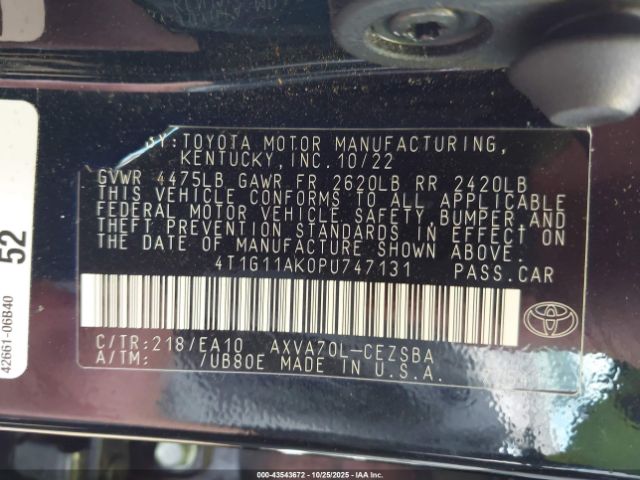 BY: TOYOTA MOTOR MANUFACTURING,
KENTUCKY, INC. 10/22
GVWR 4475LB GAWR FR 2620LB RR 2420LB
THIS VEHICLE CONFORMS TO ALL APPLICABLE
FEDERAL MOTOR VEHICLE SAFETY, BUMPER AND
THEFT PREVENTION STANDARDS IN EFFECT ON
THE DATE OF MANUFACTURE SHOWN ABOVE.
4T1G11AK0PU747131 PASS.CAR
C/TR:218/EA10 AXVA70L-CEZSBA
A/TM: /UB80E MADE IN U.S.A.
TOYOTA
52
42661-06B40
000-43543672 10/25/2025 IAA